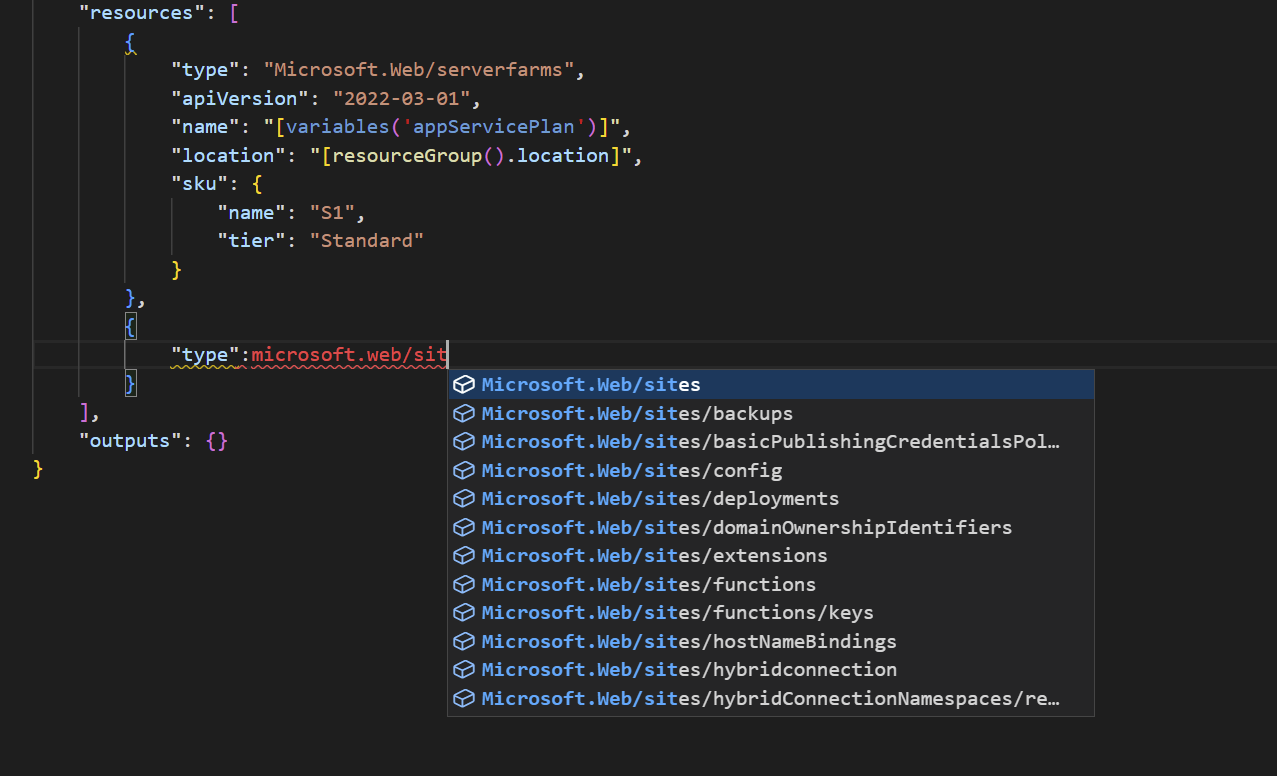 "resources": [
{
"type": "Microsoft.Web/serverfarms",
"apiVersion": "2022-03-01",
"name": "[variables('appServicePlan')]",
"location": "[resourceGroup().location]",
"sku": {
"name": "S1",
"tier": "Standard"
}
},
{
"type":microsoft.web/sit
Microsoft.Web/sites
}
Microsoft.Web/sites/backups
],
Microsoft.Web/sites/basicPublishingCredentialsPol…
"outputs": {}
Microsoft.Web/sites/config
}
Microsoft.Web/sites/deployments
Microsoft.Web/sites/domainOwnershipIdentifiers
Microsoft.Web/sites/extensions
Microsoft.Web/sites/functions
Microsoft.Web/sites/functions/keys
Microsoft.Web/sites/hostNameBindings
Microsoft.Web/sites/hybridconnection
Microsoft.Web/sites/hybridConnectionNamespaces/re…